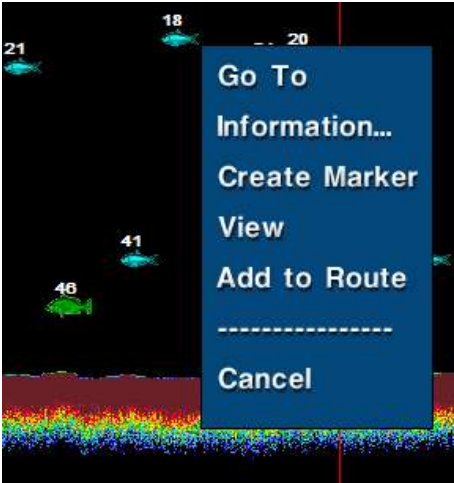 18
20
21
Go To
Information...
Create Marker
View
41
Add to Route
46
----------------
Cancel